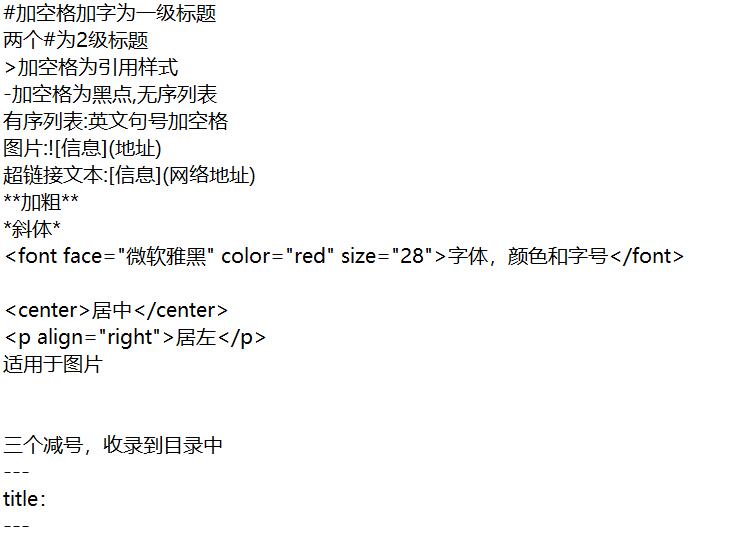 #加空格加字为一级标题
两个#为2级标题
>加空格为引用样式
-加空格为黑点,无序列表
有序列表:英文句号加空格
图片:![信息](地址)
超链接文本:[信息](网络地址)
**加粗**
*斜体*
<font face="微软雅黑" color="red" size="28">字体，颜色和字号</font>
<center>居中</center>
<p align="right">居左</p>
适用于图片
三个减号，收录到目录中
---
title：
---